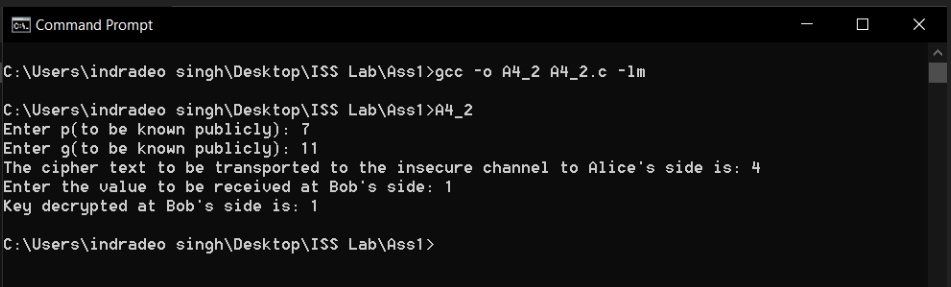 Command Prompt
C:\Users\indradeo singh\Desktop\ISS Lab\Ass1>gcc -o A4_2 A4_2.c -lm
C:\Users\indradeo singh\Desktop\ISS Lab\Ass1>A4_2
Enter p(to be known publicly): 7
Enter g(to be known publicly): 11
The cipher text to be transported to the insecure channel to Alice's side is: 4
Enter the value to be received at Bob's side: 1
Key decrypted at Bob's side is: 1
C:\Users\indradeo singh\Desktop\ISS Lab\Ass1>